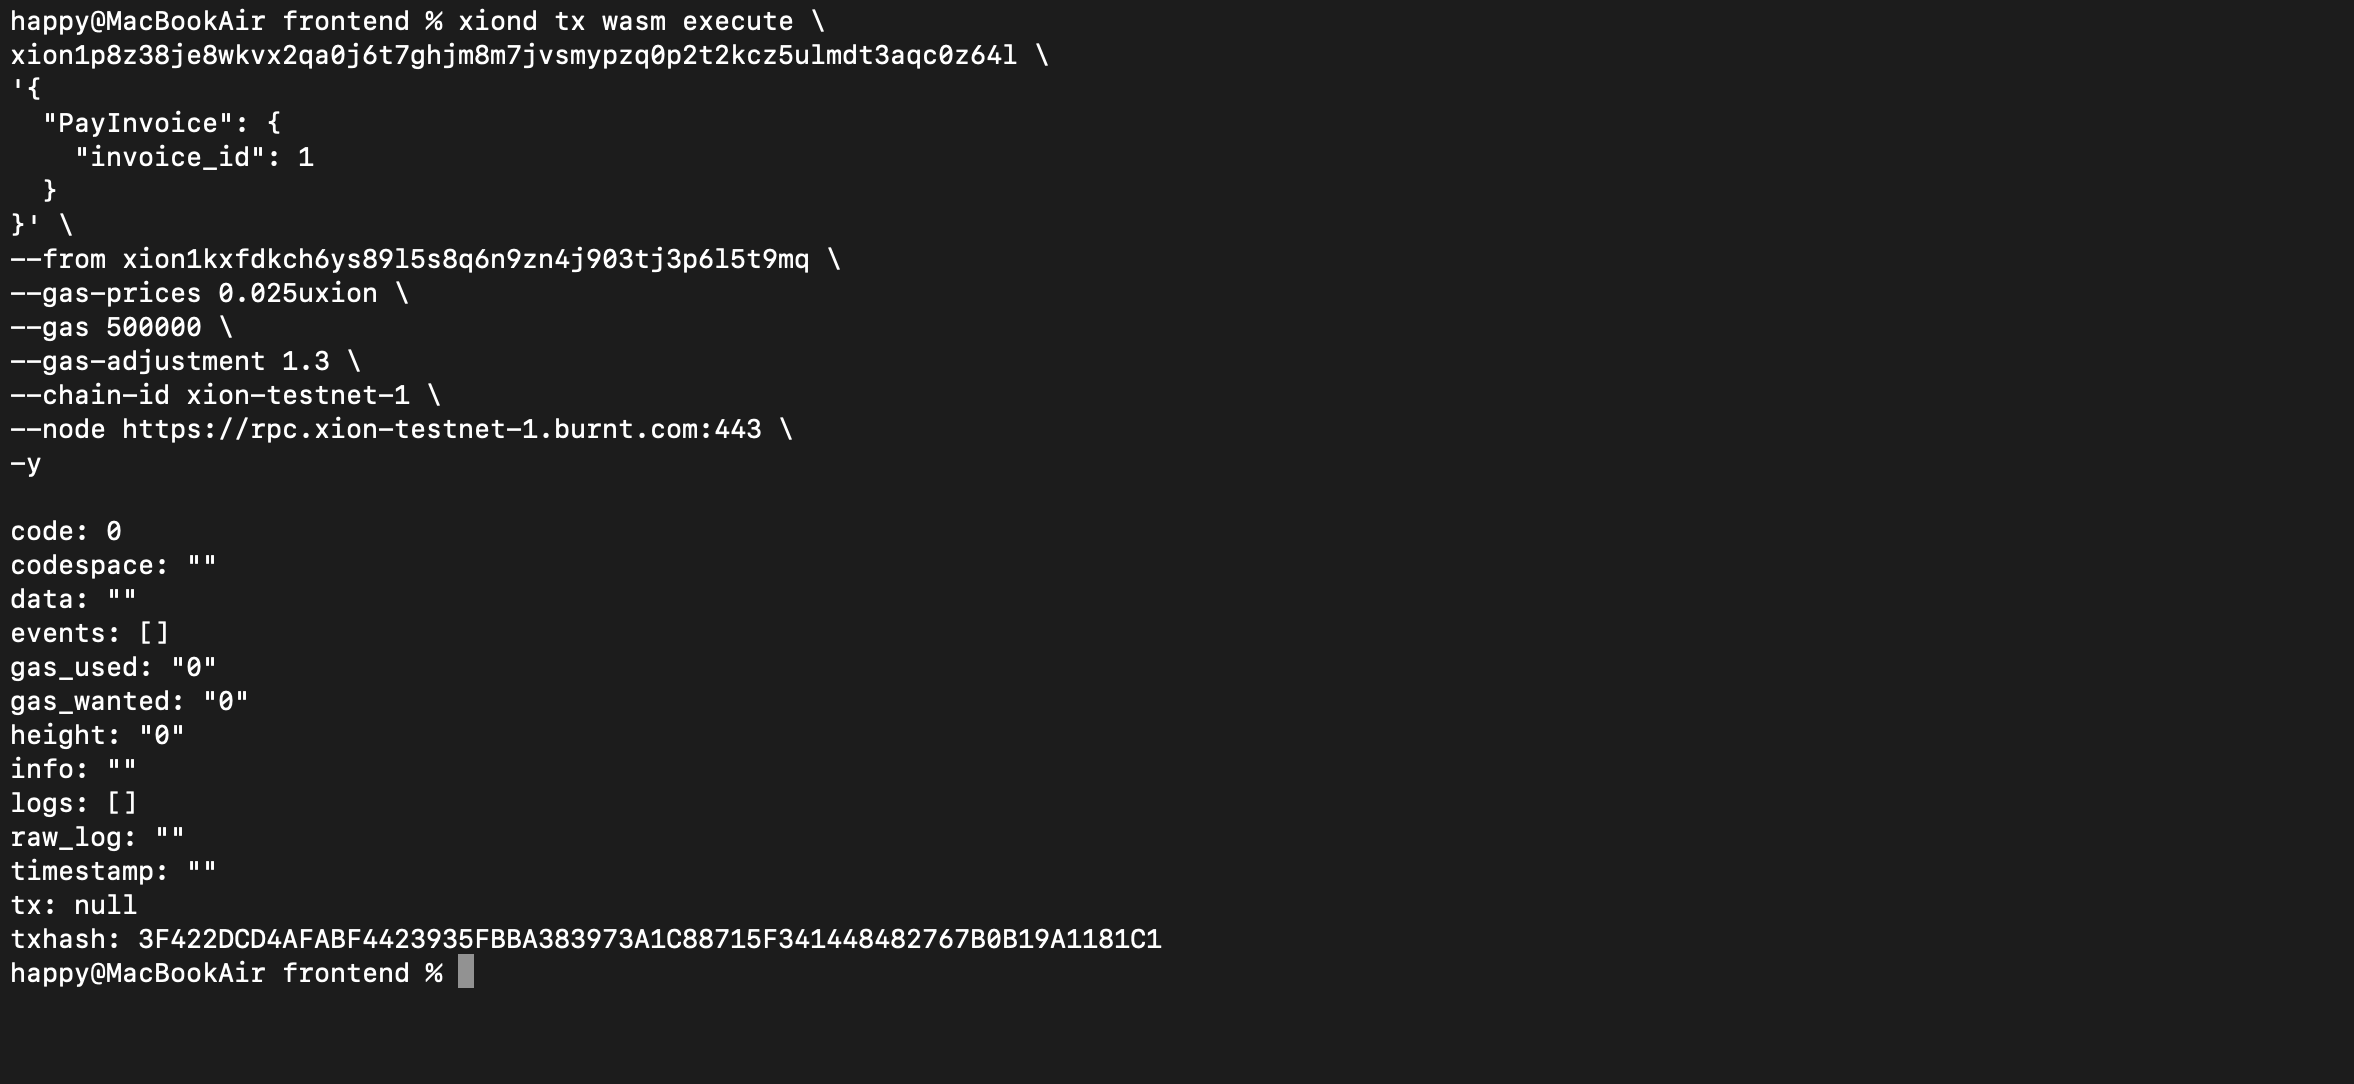 happy@MacBookAir frontend % xiond tx wasm execute \
xion1p8z38je8wkvx2qa0j6t7ghjm8m7jvsmypzq0p2t2kcz5ulmdt3aqc0z64l \
'{
  "PayInvoice": {
    "invoice_id": 1
  }
}' \
--from xion1kxfdkch6ys89l5s8q6n9zn4j903tj3p6l5t9mq \
--gas-prices 0.025uxion \
--gas 500000 \
--gas-adjustment 1.3 \
--chain-id xion-testnet-1 \
--node https://rpc.xion-testnet-1.burnt.com:443 \
-y
code: 0
codespace: ""
data: ""
events: []
gas_used: "0"
gas_wanted: "0"
height: "0"
info: ""
logs: []
raw_log: ""
timestamp: ""
tx: null
txhash: 3F422DCD4AFABF4423935FBBA383973A1C88715F341448482767B0B19A1181C1
happy@MacBookAir frontend %